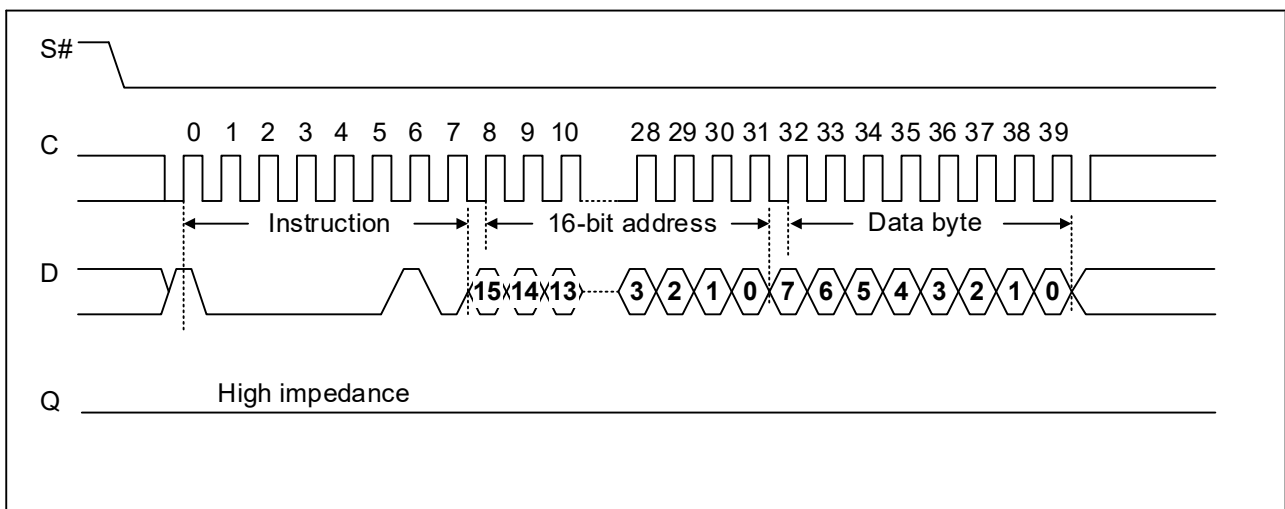 S#
C
0 1 2 3 4 5 6 7 8 9 10 28 29 30 31 32 33 34 35 36 37 38 39
Instruction 16-bit address Data byte
D
15 14 13 3 2 1 0 7 6 5 4 3 2 1 0
Q
High impedance